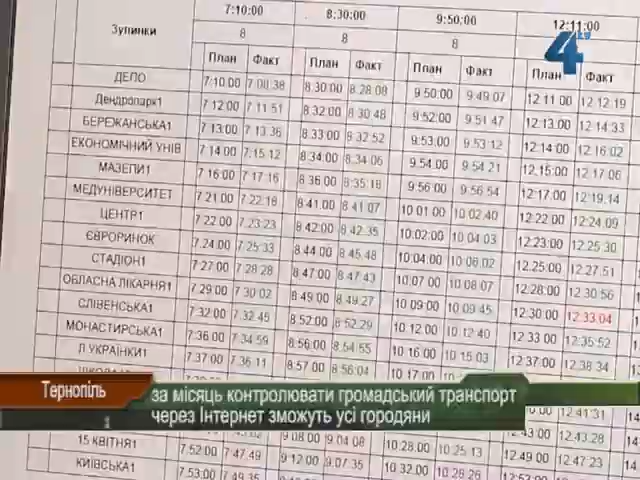 7:10:00 8:30:00 9:50:00 12:11:00
Зупинки 8 8 8
План Факт План Факт План Факт План Факт
ДЕПО 7:10:00 7:08:38 8:30:00 8:28:08 9:50:00 9:49:07 12:11:00 12:12:19
Дендропарк1 7:12:00 7:11:51 8:32:00 8:30:48 9:52:00 9:51:47 12:13:00 12:14:33
БЕРЕЖАНСЬКА1 7:13:00 7:13:36 8:33:00 8:32:52 9:53:00 9:53:12 12:14:00 12:16:02
ЕКОНОМІЧНИЙ УНІВ 7:14:00 7:15:12 8:34:00 8:34:06 9:54:00 9:54:21 12:15:00 12:17:06
МАЗЕПИ1 7:16:00 7:17:16 8:36:00 8:35:18 9:56:00 9:56:54 12:17:00 12:19:14
МЕДУНІВЕРСИТЕТ 7:21:00 7:22:18 8:41:00 8:41:07 10:01:00 10:02:40 12:22:00 12:24:09
ЦЕНТР1 7:22:00 7:23:23 8:42:00 8:42:35 10:02:00 10:04:03 12:23:00 12:25:30
ЄВРОРИНОК 7:24:00 7:25:33 8:44:00 8:45:48 10:04:00 10:06:02 12:25:00 12:27:51
СТАДІОН1 7:27:00 7:28:28 8:47:00 8:47:43 10:07:00 10:08:07 12:28:00 12:30:56
ОБЛАСНА ЛІКАРНЯ1 7:29:00 7:30:02 8:49:00 8:49:27 10:09:00 10:09:45 12:30:00 12:33:04
СЛІВЕНСЬКА1 7:32:00 7:32:45 8:52:00 8:52:29 10:12:00 10:12:40 12:33:00 12:35:52
МОНАСТИРСЬКА1 7:36:00 7:34:59 8:56:00 8:54:55 10:16:00 10:15:03 12:37:00 12:38:34
Л УКРАЇНКИ1 7:37:00 7:36:11 8:57:00 8:56:04 10:17:00
4
Тернопіль
за місяць контролювати громадський транспорт
через Інтернет зможуть усі городяни
12:41:31
7:47:00 9:08:00 9:04:08 10:28:00 10:25:13 12:43:28
15 КВІТНЯ1 7:52:00 7:47:49 9:12:00 9:07:35 10:32:00 10:28:26 12:49:00 12:47:23
КИЇВСЬКА1 7:53:00